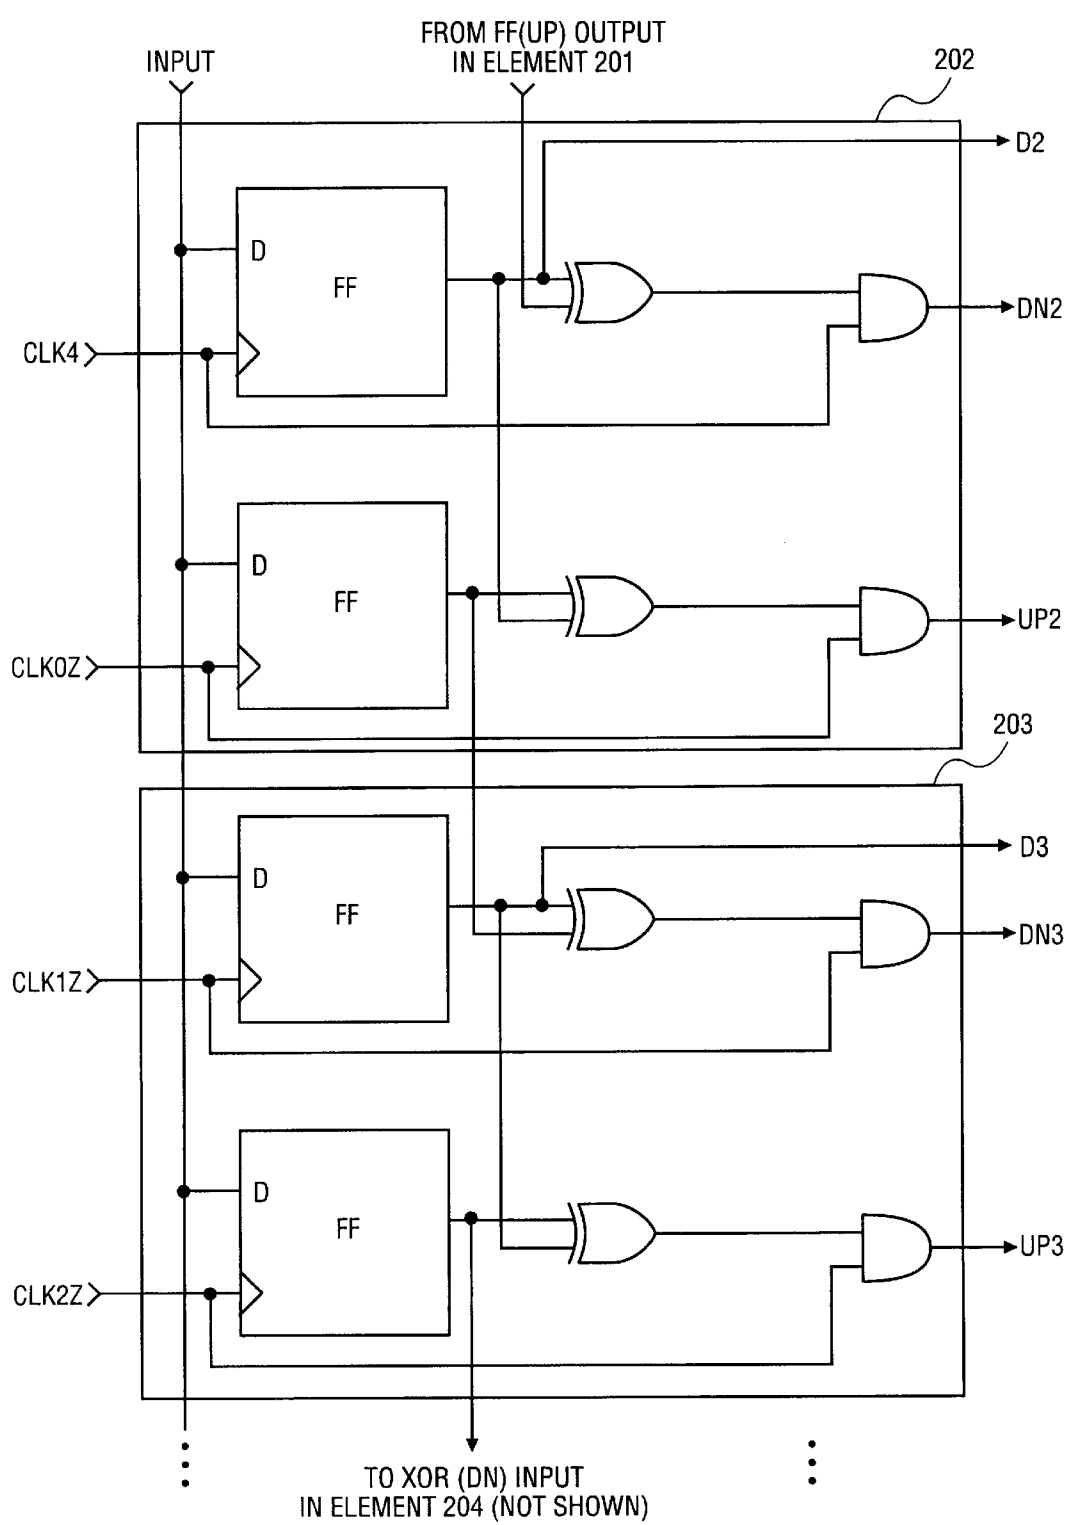 FROM FF(UP) OUTPUT
IN ELEMENT 201
INPUT
202
D2
D
FF
DN2
CLK4
D
FF
UP2
CLK0Z
203
D3
D
FF
DN3
CLK1Z
D
FF
UP3
CLK2Z
TO XOR (DN) INPUT
IN ELEMENT 204 (NOT SHOWN)